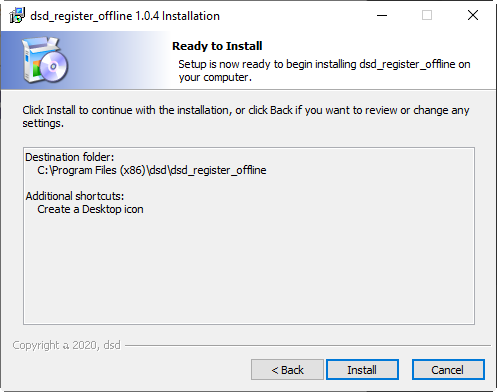 dsd_register_offline 1.0.4 Installation
Ready to Install
Setup is now ready to begin installing dsd_register_offline on
your computer.
Click Install to continue with the installation, or click Back if you want to review or change any
settings.
Destination folder:
C:\Program Files (x86)\dsd\dsd_register_offline
Additional shortcuts:
Create a Desktop icon
Copyright a 2020, dsd
< Back
Install
Cancel